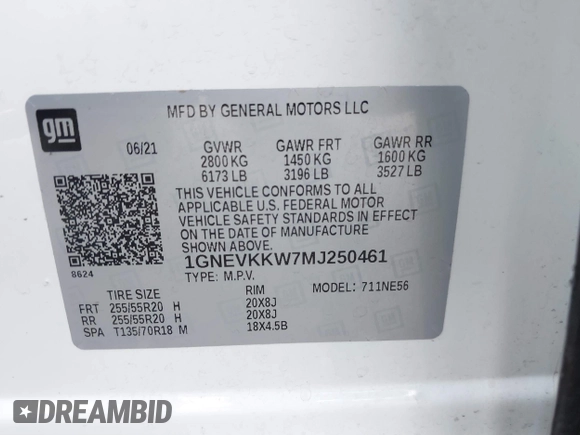 gm
MFD BY GENERAL MOTORS LLC
06/21 GVWR GAWR FRT GAWR RR
2800 KG 1450 KG 1600 KG
6173 LB 3196 LB 3527 LB
THIS VEHICLE CONFORMS TO ALL
APPLICABLE U.S. FEDERAL MOTOR
VEHICLE SAFETY STANDARDS IN EFFECT
ON THE DATE OF MANUFACTURE
SHOWN ABOVE.
8624
1GNEVKKW7MJ250461
TYPE: M.P.V.
TIRE SIZE RIM MODEL: 711NE56
FRT 255/55R20 H 20X8J
RR 255/55R20 H 20X8J
SPA T135/70R18 M 18X4.5B
DREAMBID